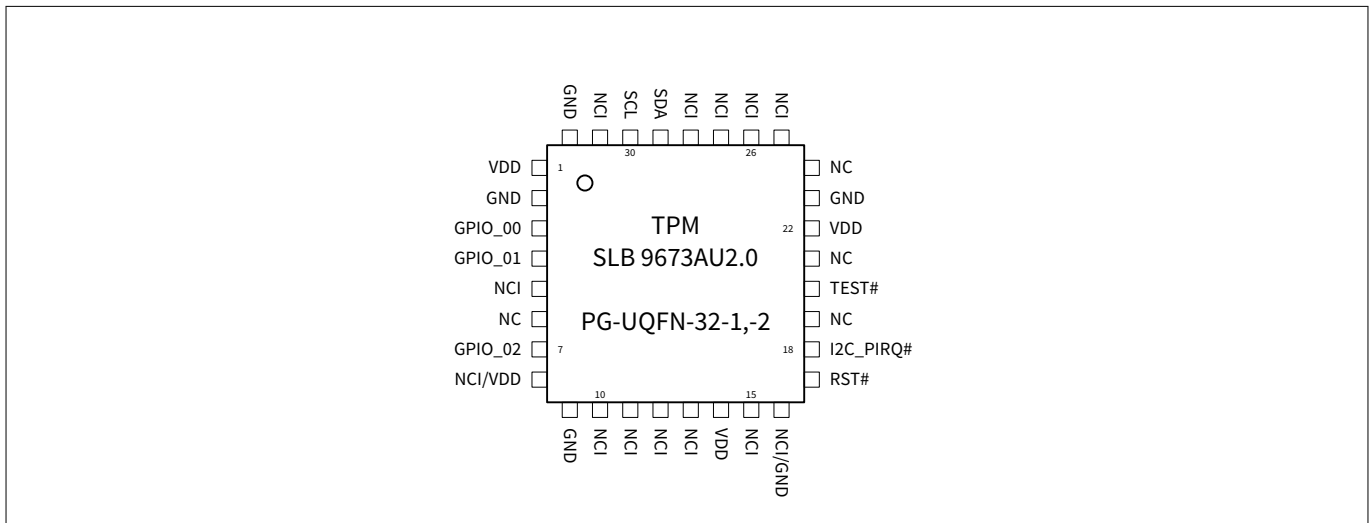 GND NCI SCL SDA NCI NCI NCI NCI
30 26
VDD 1 NC
GND GND
GPIO_00 TPM 22 VDD
GPIO_01 SLB 9673AU2.0 NC
NCI TEST#
NC PG-UQFN-32-1,-2 NC
GPIO_02 7 18 I2C_PIRQ#
NCI/VDD RST#
10 15
GND NCI NCI NCI NCI VDD NCI NCI/GND